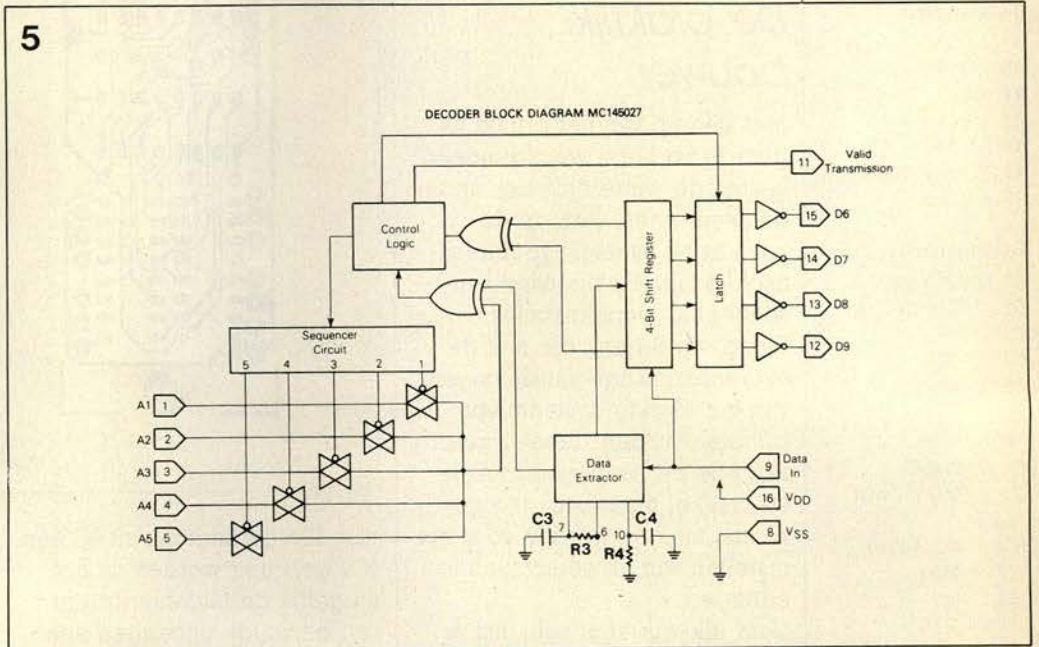 5
DECODER BLOCK DIAGRAM MC145027
11 Valid
Transmission
Control
Logic
4-Bit Shift Register
Latch
15 D6
14 D7
13 D8
12 D9
Sequencer
Circuit
5 4 3 2 1
A1 1
A2 2
A3 3
A4 4
A5 5
Data
Extractor
9 Data
In
16 VDD
8 VSS
C3 7 R3 6 10 C4
R4